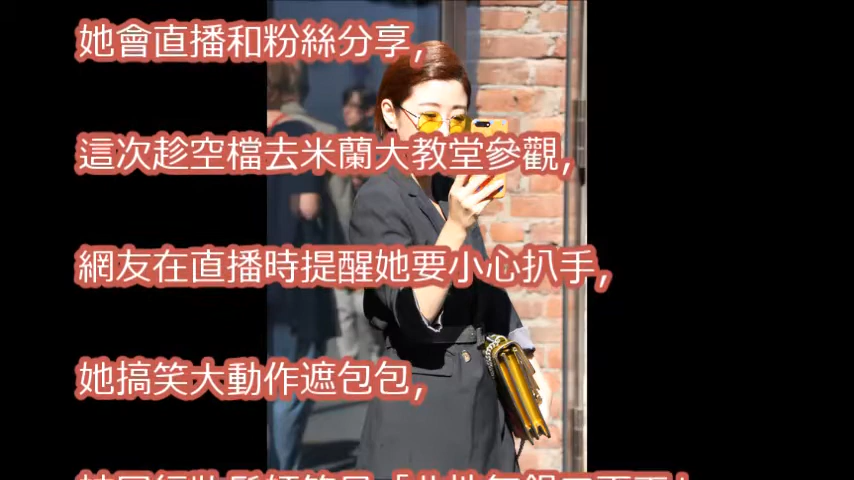 她會直播和粉絲分享,
這次趁空檔去米蘭大教堂參觀,
網友在直播時提醒她要小心扒手,
她搞笑大動作遮包包,